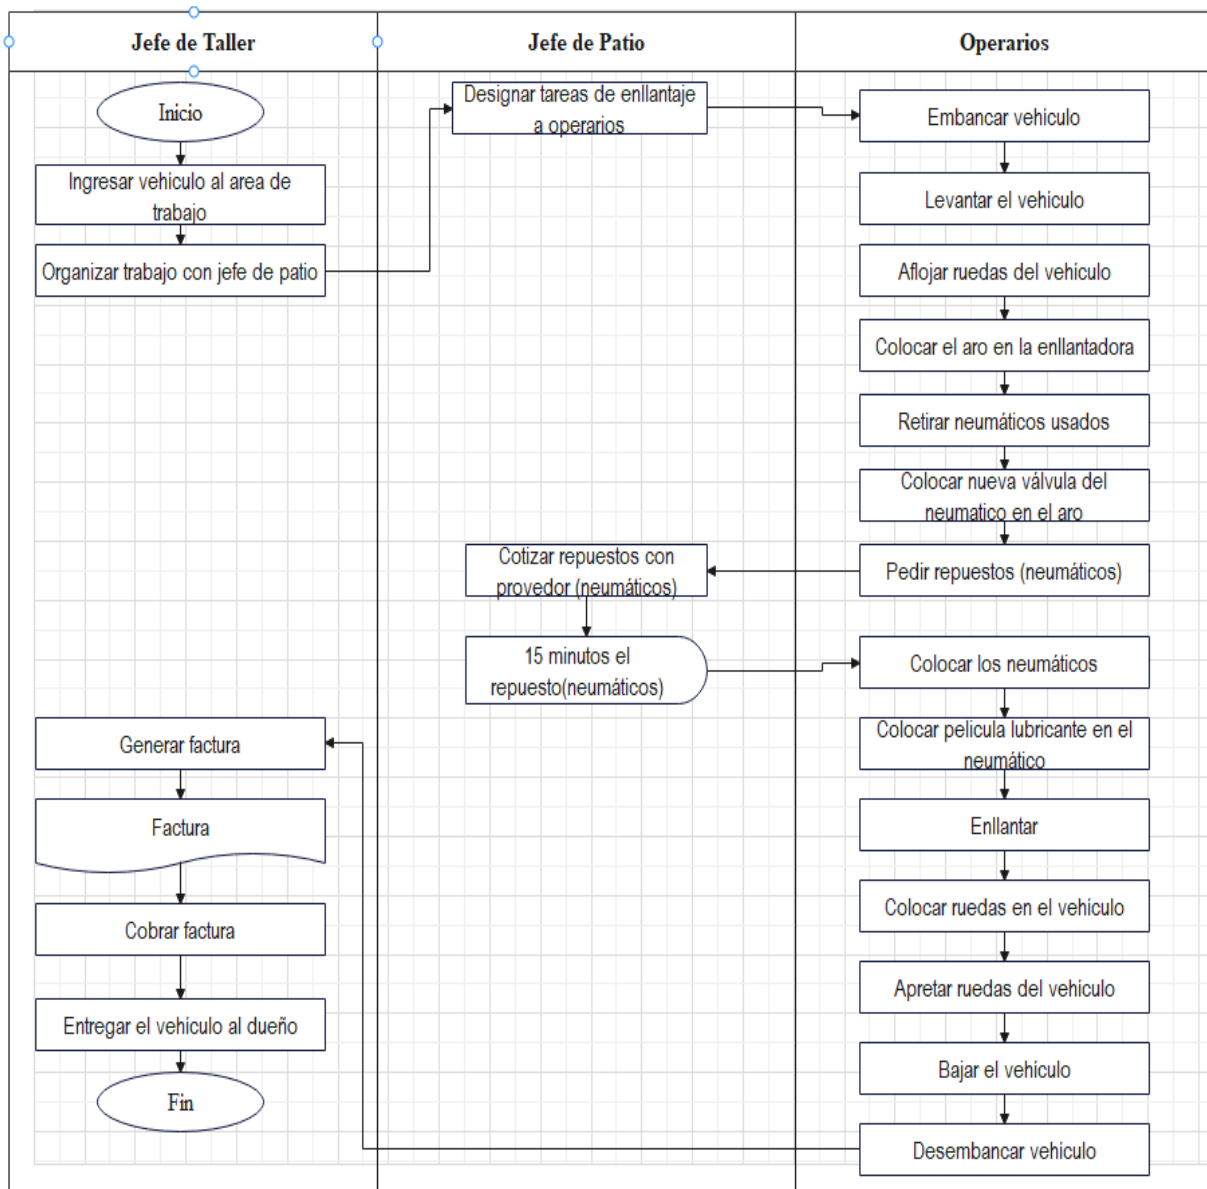 Jefe de Taller
Jefe de Patio
Operarios
Inicio
Ingresar vehículo al area de
trabajo
Organizar trabajo con jefe de patio
Designar tareas de enllantaje
a operarios
Embancar vehículo
Levantar el vehículo
Aflojar ruedas del vehículo
Colocar el aro en la enllantadora
Retirar neumáticos usados
Colocar nueva válvula del
neumatico en el aro
Pedir repuestos (neumáticos)
Cotizar repuestos con
provedor (neumáticos)
15 minutos el
repuesto(neumáticos)
Colocar los neumáticos
Colocar pelicula lubricante en el
neumático
Enllantar
Colocar ruedas en el vehículo
Apretar ruedas del vehículo
Bajar el vehículo
Desembancar vehículo
Generar factura
Factura
Cobrar factura
Entregar el vehículo al dueño
Fin